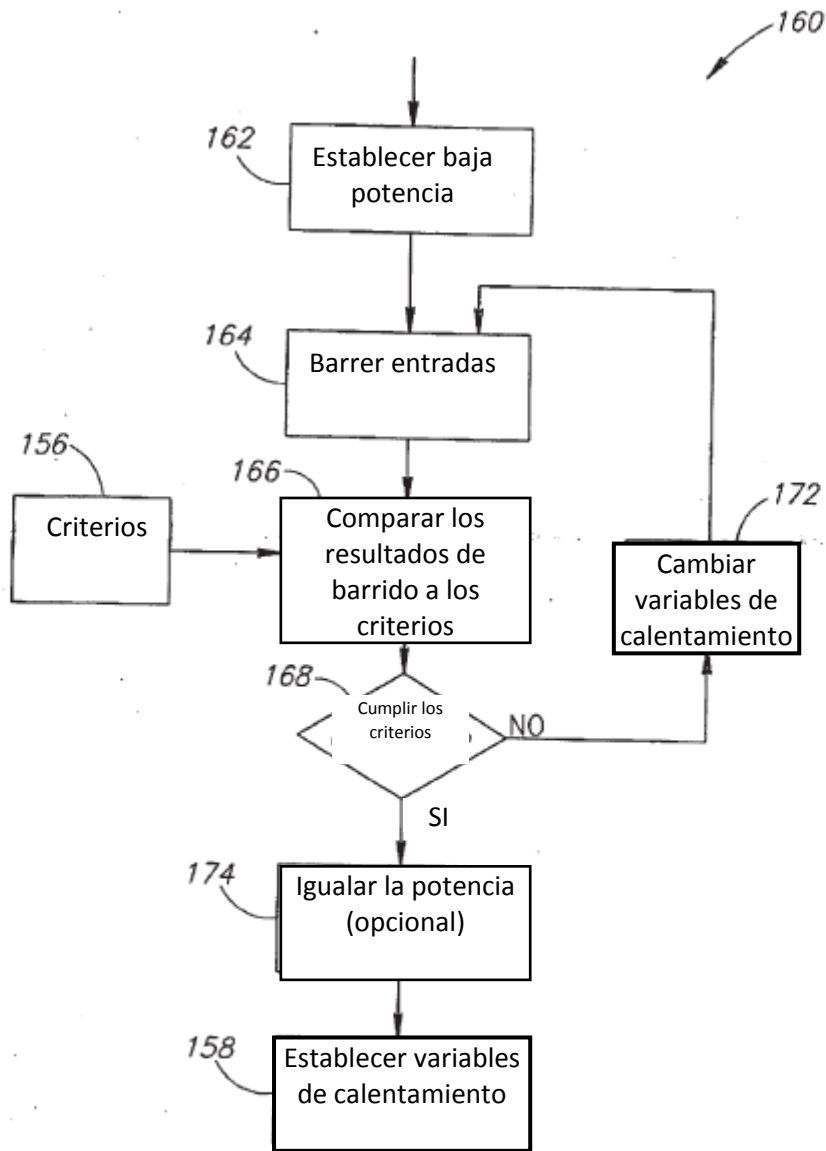 160
162
Establecer baja
potencia
164
Barrer entradas
156
Criterios
166
Comparar los
resultados de
barrido a los
criterios
172
Cambiar
variables de
calentamiento
168
Cumplir los
criterios
NO
SI
174
Igualar la potencia
(opcional)
158
Establecer variables
de calentamiento